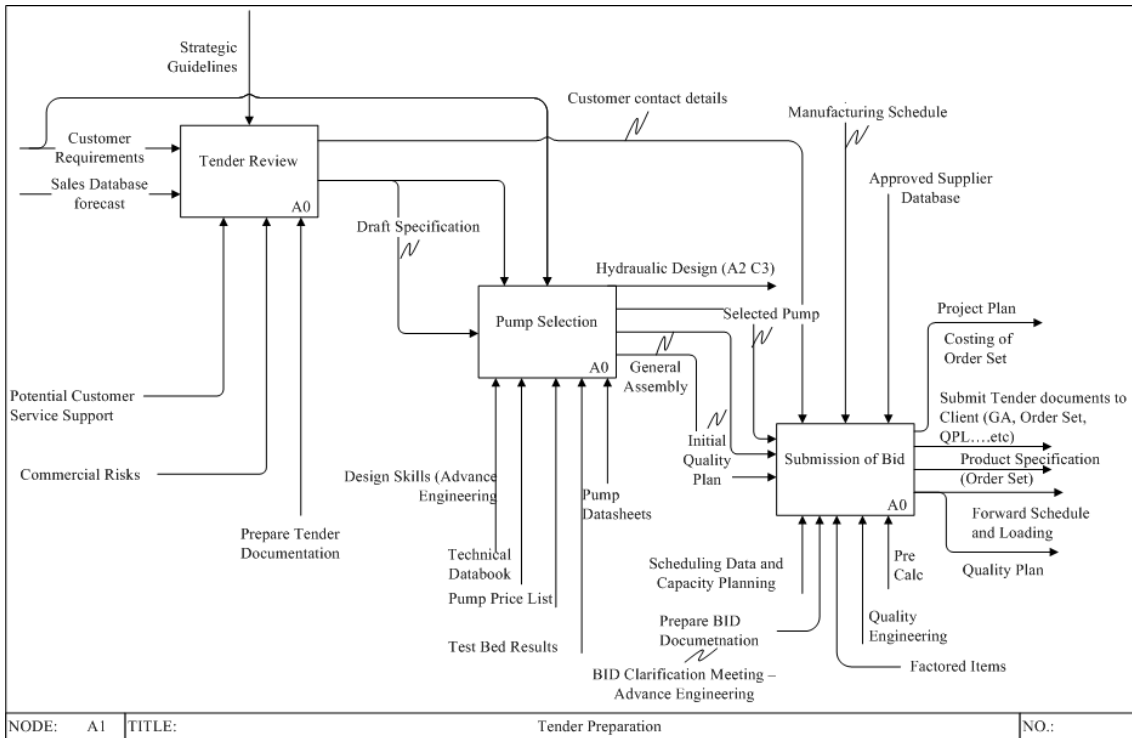 Strategic
Guidelines
Customer contact details
Manufacturing Schedule
Customer
Requirements
Tender Review
A0
Sales Database
forecast
Approved Supplier
Database
Draft Specification
Hydraualic Design (A2 C3)
Pump Selection
A0
Selected Pump
Project Plan
Costing of
Order Set
General
Assembly
Potential Customer
Service Support
Submit Tender documents to
Client (GA, Order Set,
QPL....etc)
Initial
Quality
Plan
Submission of Bid
A0
Product Specification
(Order Set)
Commercial Risks
Design Skills (Advance
Engineering
Pump
Datasheets
Forward Schedule
and Loading
Prepare Tender
Documentation
Technical
Databook
Pump Price List
Scheduling Data and
Capacity Planning
Pre
Calc
Quality Plan
Test Bed Results
Prepare BID
Documetnation
Quality
Engineering
BID Clarification Meeting –
Advance Engineering
Factored Items
NODE: A1 TITLE: Tender Preparation NO.: